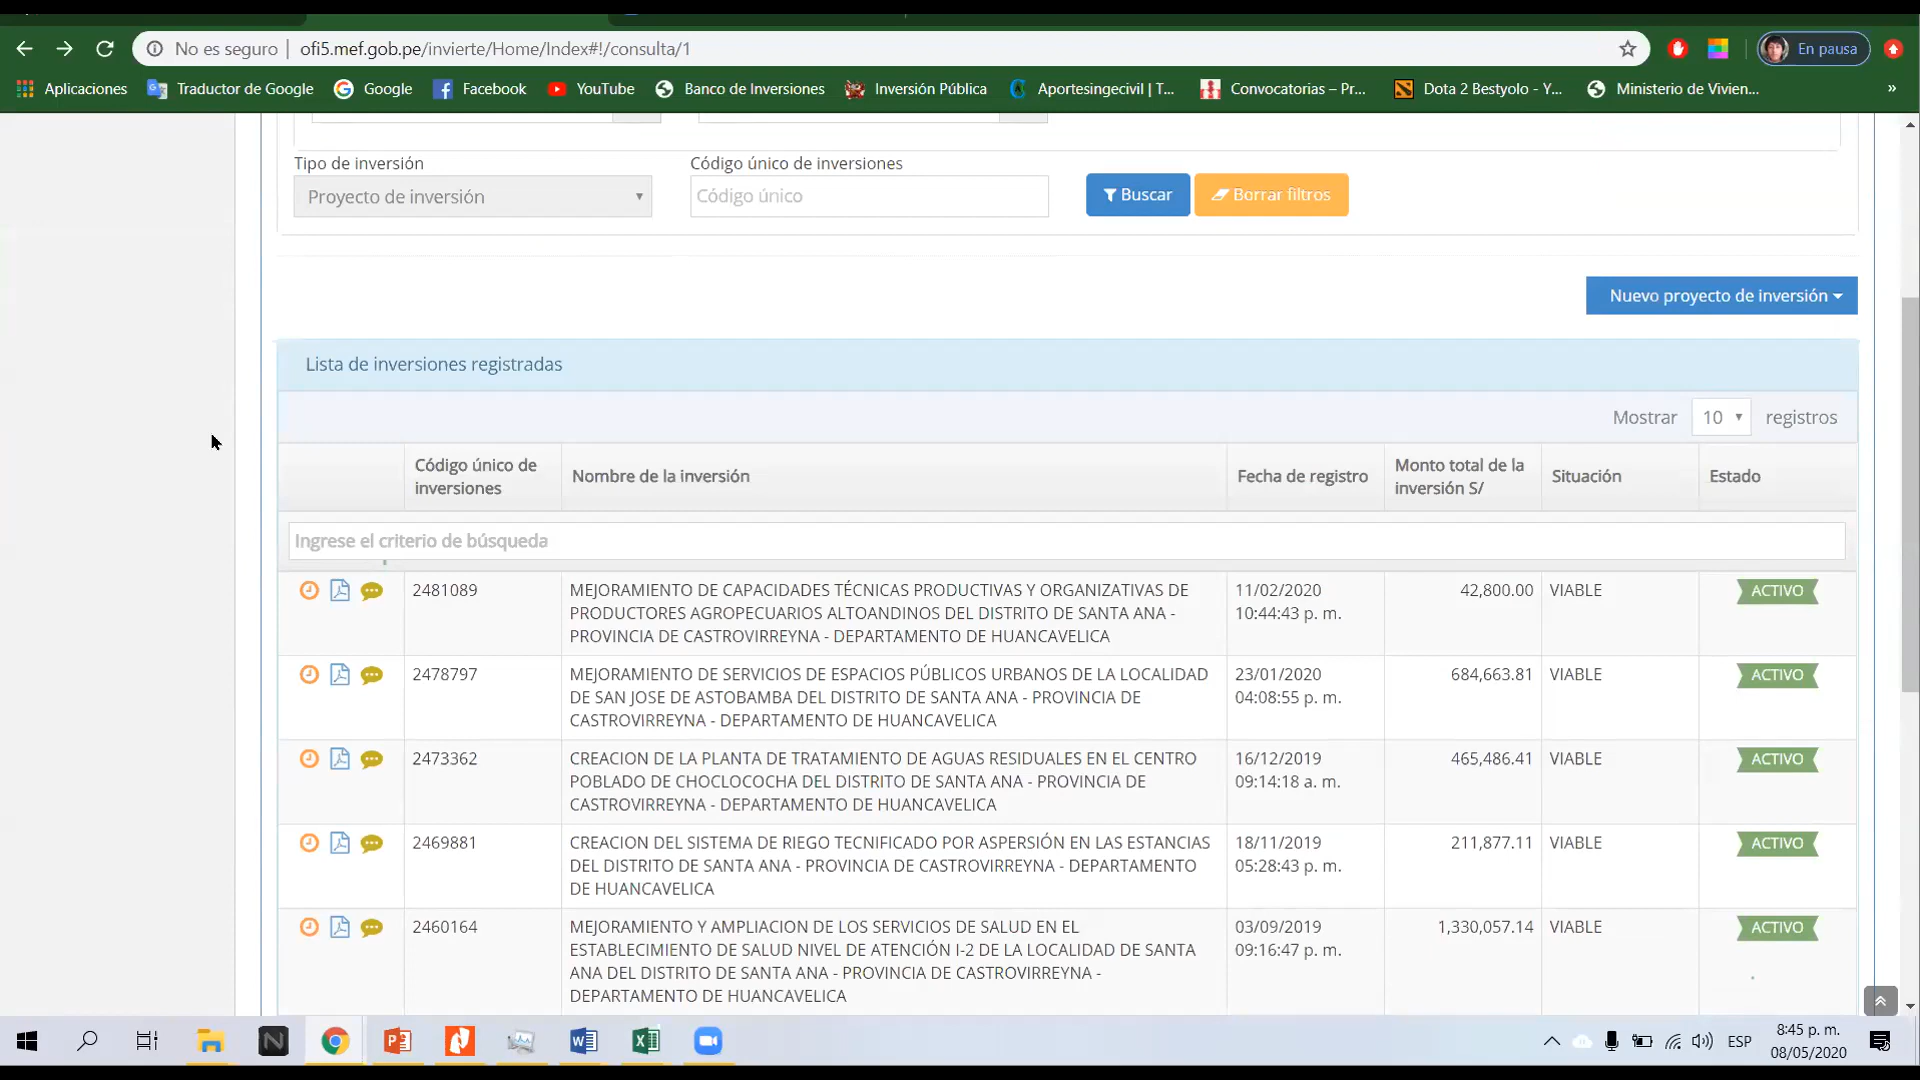 No es seguro | ofi5.mef.gob.pe/invierte/Home/Index#!/consulta/1
En pausa
Aplicaciones Traductor de Google Google Facebook YouTube Banco de Inversiones Inversión Pública Aportesingecivil | T... Convocatorias – Pr... Dota 2 Bestyolo - Y... Ministerio de Vivien... »
Tipo de inversión Código único de inversiones
Proyecto de inversión Código único Buscar Borrar filtros
Nuevo proyecto de inversión
Lista de inversiones registradas
Mostrar 10 registros
Código único de inversiones Nombre de la inversión Fecha de registro Monto total de la inversión S/ Situación Estado
Ingrese el criterio de búsqueda
2481089 MEJORAMIENTO DE CAPACIDADES TÉCNICAS PRODUCTIVAS Y ORGANIZATIVAS DE 11/02/2020 42,800.00 VIABLE ACTIVO
PRODUCTORES AGROPECUARIOS ALTOANDINOS DEL DISTRITO DE SANTA ANA - 10:44:43 p. m.
PROVINCIA DE CASTROVIRREYNA - DEPARTAMENTO DE HUANCAVELICA
2478797 MEJORAMIENTO DE SERVICIOS DE ESPACIOS PÚBLICOS URBANOS DE LA LOCALIDAD 23/01/2020 684,663.81 VIABLE ACTIVO
DE SAN JOSE DE ASTOBAMBA DEL DISTRITO DE SANTA ANA - PROVINCIA DE 04:08:55 p. m.
CASTROVIRREYNA - DEPARTAMENTO DE HUANCAVELICA
2473362 CREACION DE LA PLANTA DE TRATAMIENTO DE AGUAS RESIDUALES EN EL CENTRO 16/12/2019 465,486.41 VIABLE ACTIVO
POBLADO DE CHOCLOCOCHA DEL DISTRITO DE SANTA ANA - PROVINCIA DE 09:14:18 a. m.
CASTROVIRREYNA - DEPARTAMENTO DE HUANCAVELICA
2469881 CREACION DEL SISTEMA DE RIEGO TECNIFICADO POR ASPERSIÓN EN LAS ESTANCIAS 18/11/2019 211,877.11 VIABLE ACTIVO
DEL DISTRITO DE SANTA ANA - PROVINCIA DE CASTROVIRREYNA - DEPARTAMENTO 05:28:43 p. m.
DE HUANCAVELICA
2460164 MEJORAMIENTO Y AMPLIACION DE LOS SERVICIOS DE SALUD EN EL 03/09/2019 1,330,057.14 VIABLE ACTIVO
ESTABLECIMIENTO DE SALUD NIVEL DE ATENCIÓN I-2 DE LA LOCALIDAD DE SANTA 09:16:47 p. m.
ANA DEL DISTRITO DE SANTA ANA - PROVINCIA DE CASTROVIRREYNA -
DEPARTAMENTO DE HUANCAVELICA
ESP 8:45 p. m.
08/05/2020